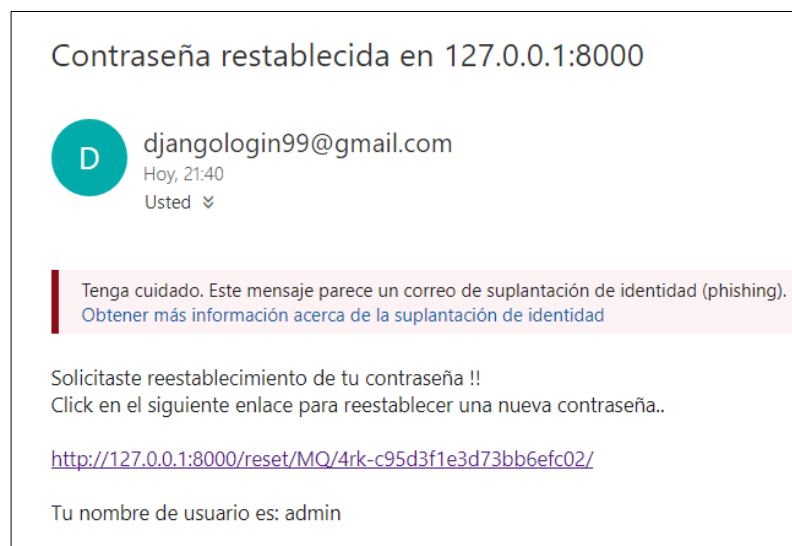 Contraseña restablecida en 127.0.0.1:8000
D
djangologin99@gmail.com
Hoy, 21:40
Usted
Tenga cuidado. Este mensaje parece un correo de suplantación de identidad (phishing).
Obtener más información acerca de la suplantación de identidad
Solicitaste reestablecimiento de tu contraseña !!
Click en el siguiente enlace para reestablecer una nueva contraseña..
http://127.0.0.1:8000/reset/MQ/4rk-c95d3f1e3d73bb6efc02/
Tu nombre de usuario es: admin